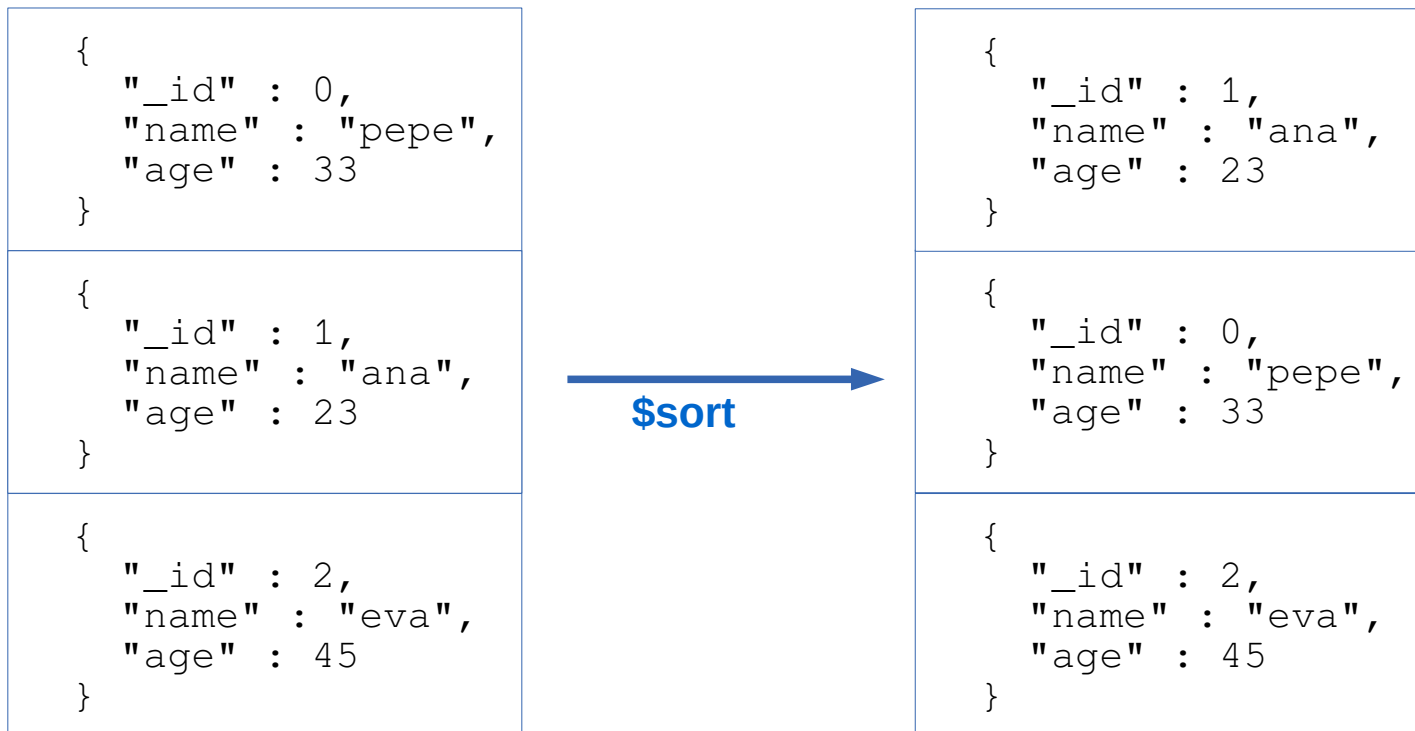 {
"_id" : 0,
"name" : "pepe",
"age" : 33
}
{
"_id" : 1,
"name" : "ana",
"age" : 23
}
{
"_id" : 2,
"name" : "eva",
"age" : 45
}
$sort
{
"_id" : 1,
"name" : "ana",
"age" : 23
}
{
"_id" : 0,
"name" : "pepe",
"age" : 33
}
{
"_id" : 2,
"name" : "eva",
"age" : 45
}